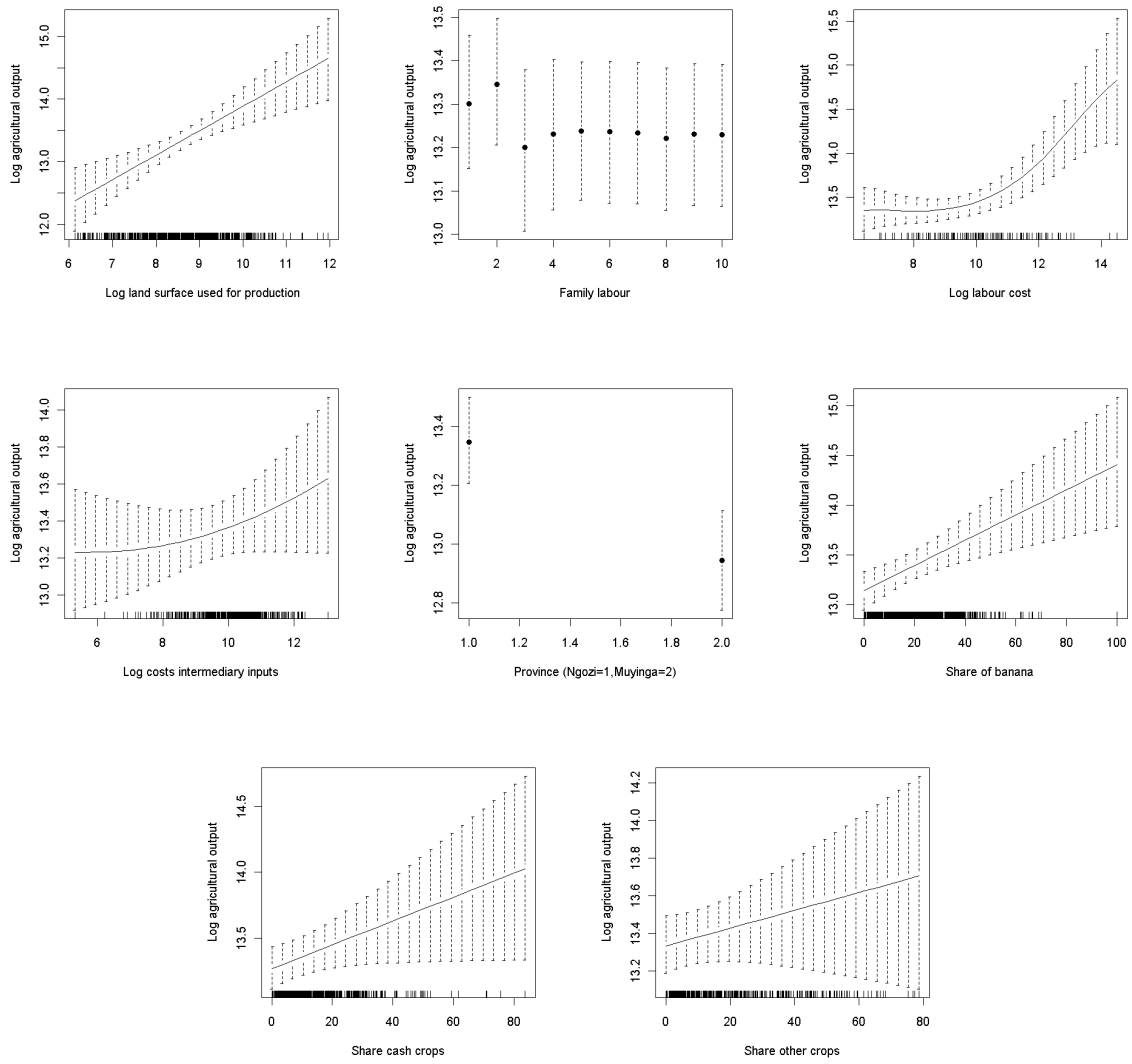 Log agricultural output
15.0
14.0
13.0
12.0
6 7 8 9 10 11 12
Log land surface used for production
Log agricultural output
13.5
13.4
13.3
13.2
13.1
13.0
2 4 6 8 10
Family labour
Log agricultural output
15.5
15.0
14.5
14.0
13.5
8 10 12 14
Log labour cost
Log agricultural output
14.0
13.8
13.6
13.4
13.2
13.0
6 8 10 12
Log costs intermediary inputs
Log agricultural output
13.4
13.2
13.0
12.8
1.0 1.2 1.4 1.6 1.8 2.0
Province (Ngozi=1,Muyinga=2)
Log agricultural output
15.0
14.5
14.0
13.5
13.0
0 20 40 60 80 100
Share of banana
Log agricultural output
14.5
14.0
13.5
0 20 40 60 80
Share cash crops
Log agricultural output
14.2
14.0
13.8
13.6
13.4
13.2
0 20 40 60 80
Share other crops